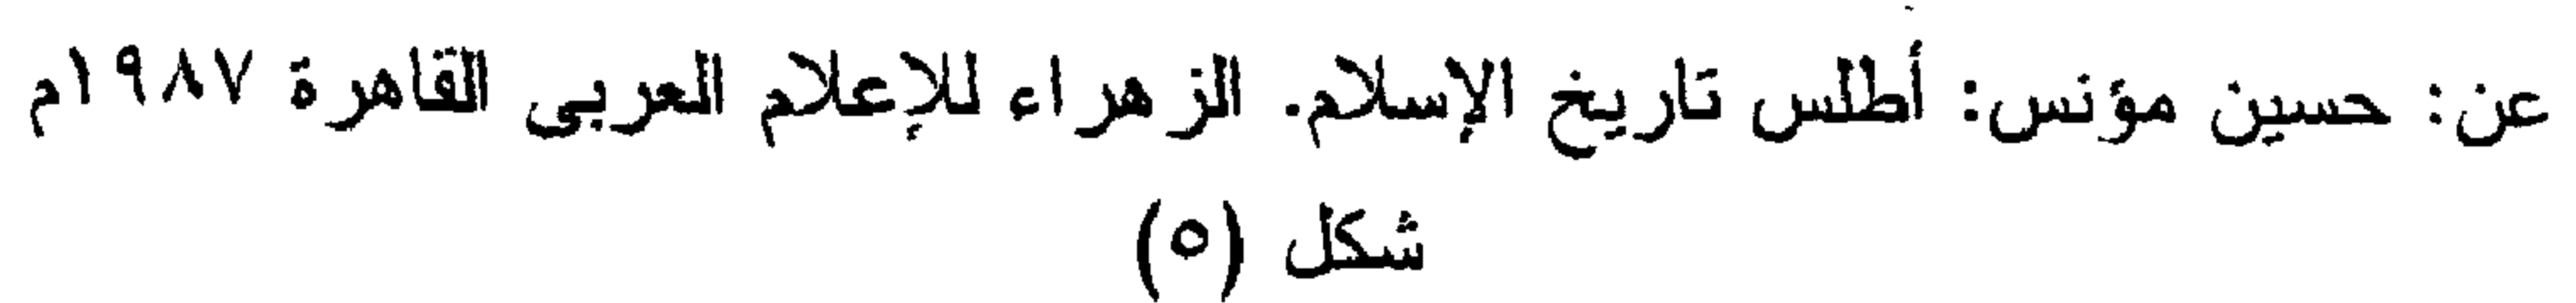 عن: حسين مؤنس: أطلس تاريخ الإسلام. الزهراء للإعلام العربى القاهرة ١٩٨٧م
شكل (٥)